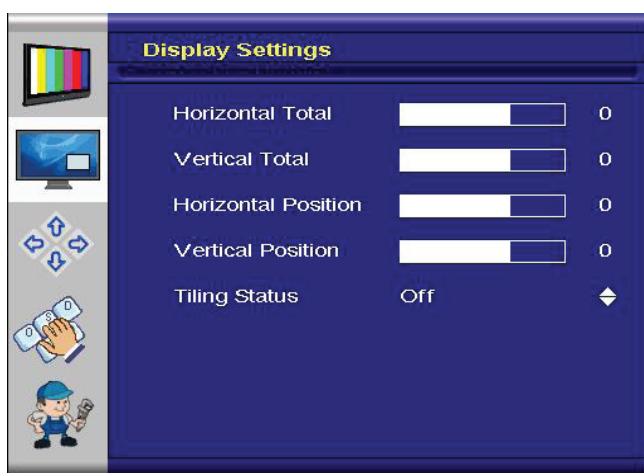 Display Settings
Horizontal Total 0
Vertical Total 0
Horizontal Position 0
Vertical Position 0
Tiling Status Off
O S D